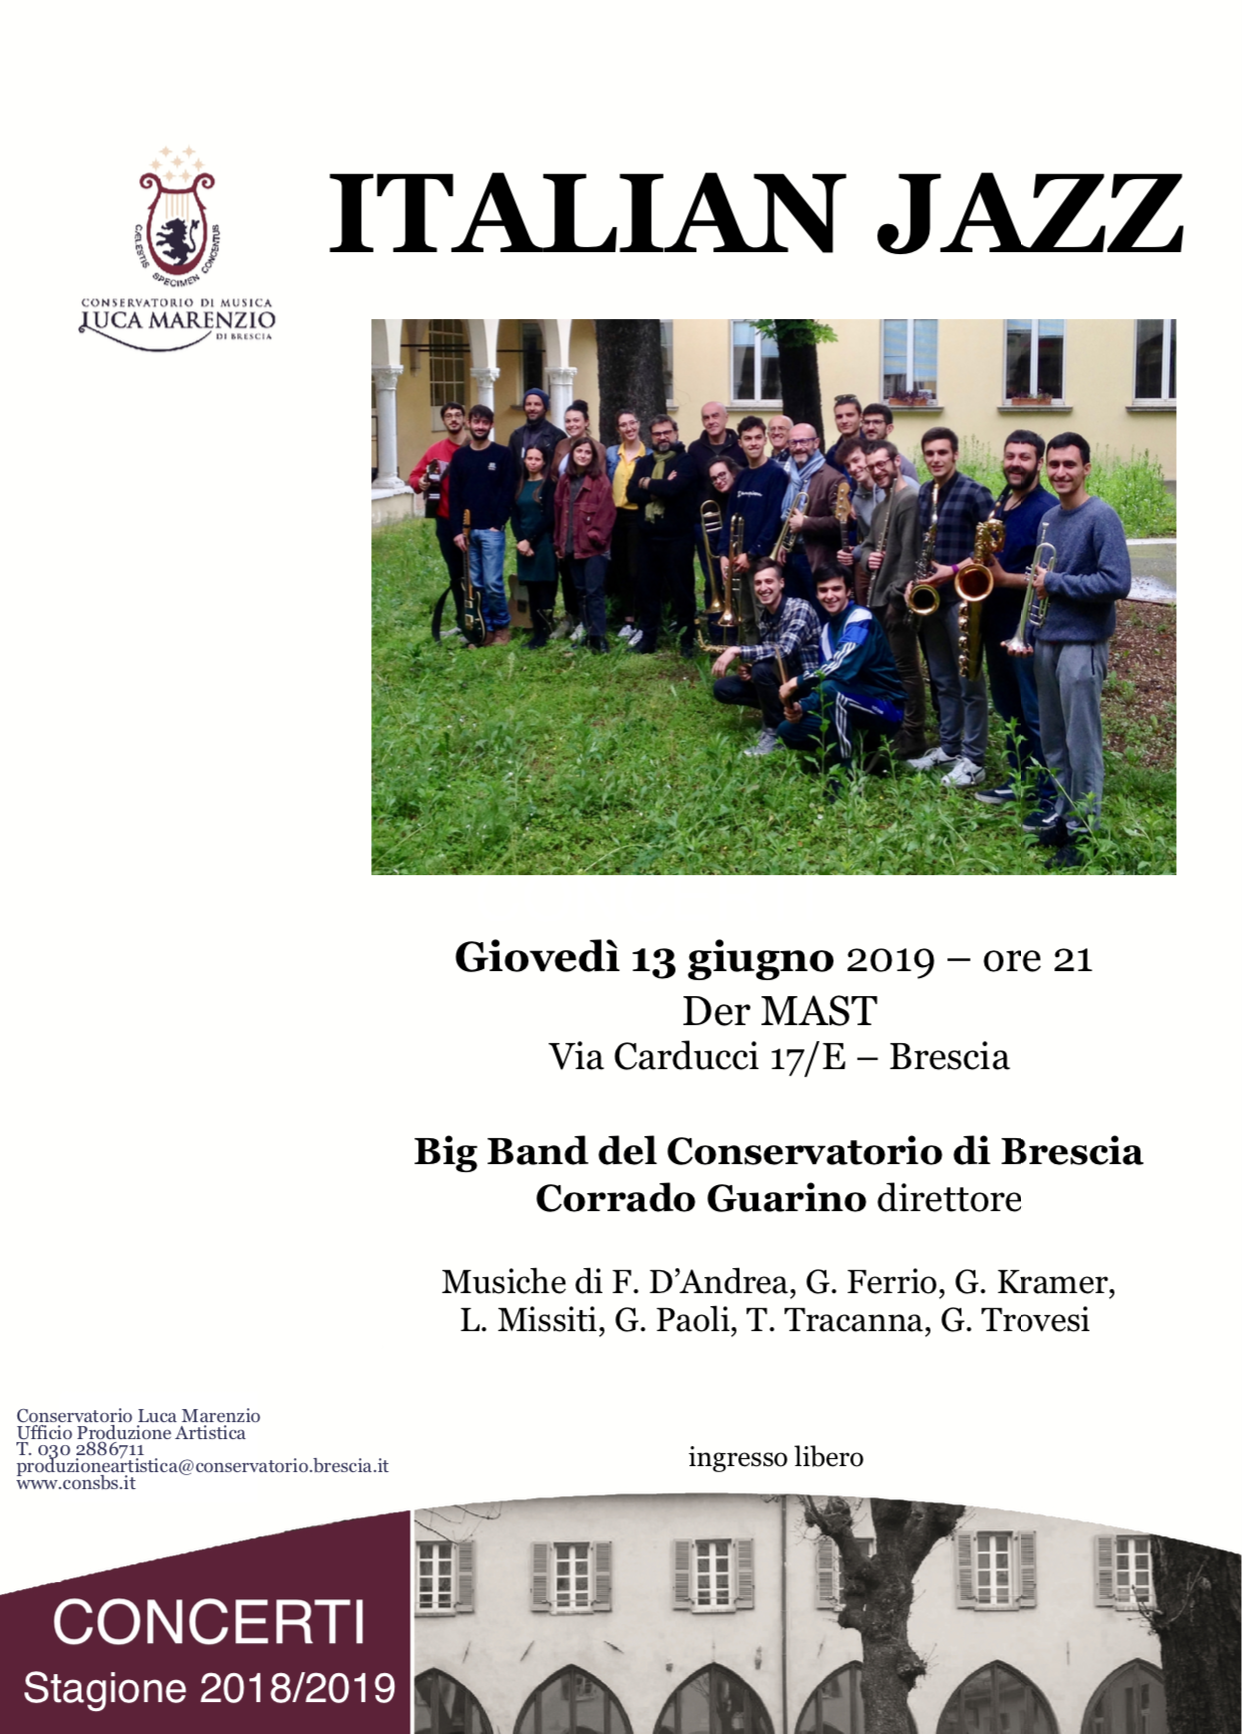 CÆLESTIS SPECIMEN CONCENTUS
CONSERVATORIO DI MUSICA
LUCA MARENZIO
DI BRESCIA
ITALIAN JAZZ
Giovedì 13 giugno 2019 – ore 21
Der MAST
Via Carducci 17/E – Brescia
Big Band del Conservatorio di Brescia
Corrado Guarino direttore
Musiche di F. D’Andrea, G. Ferrio, G. Kramer,
L. Missiti, G. Paoli, T. Tracanna, G. Trovesi
Conservatorio Luca Marenzio
Ufficio Produzione Artistica
T. 030 2886711
produzioneartistica@conservatorio.brescia.it
www.consbs.it
ingresso libero
CONCERTI
Stagione 2018/2019